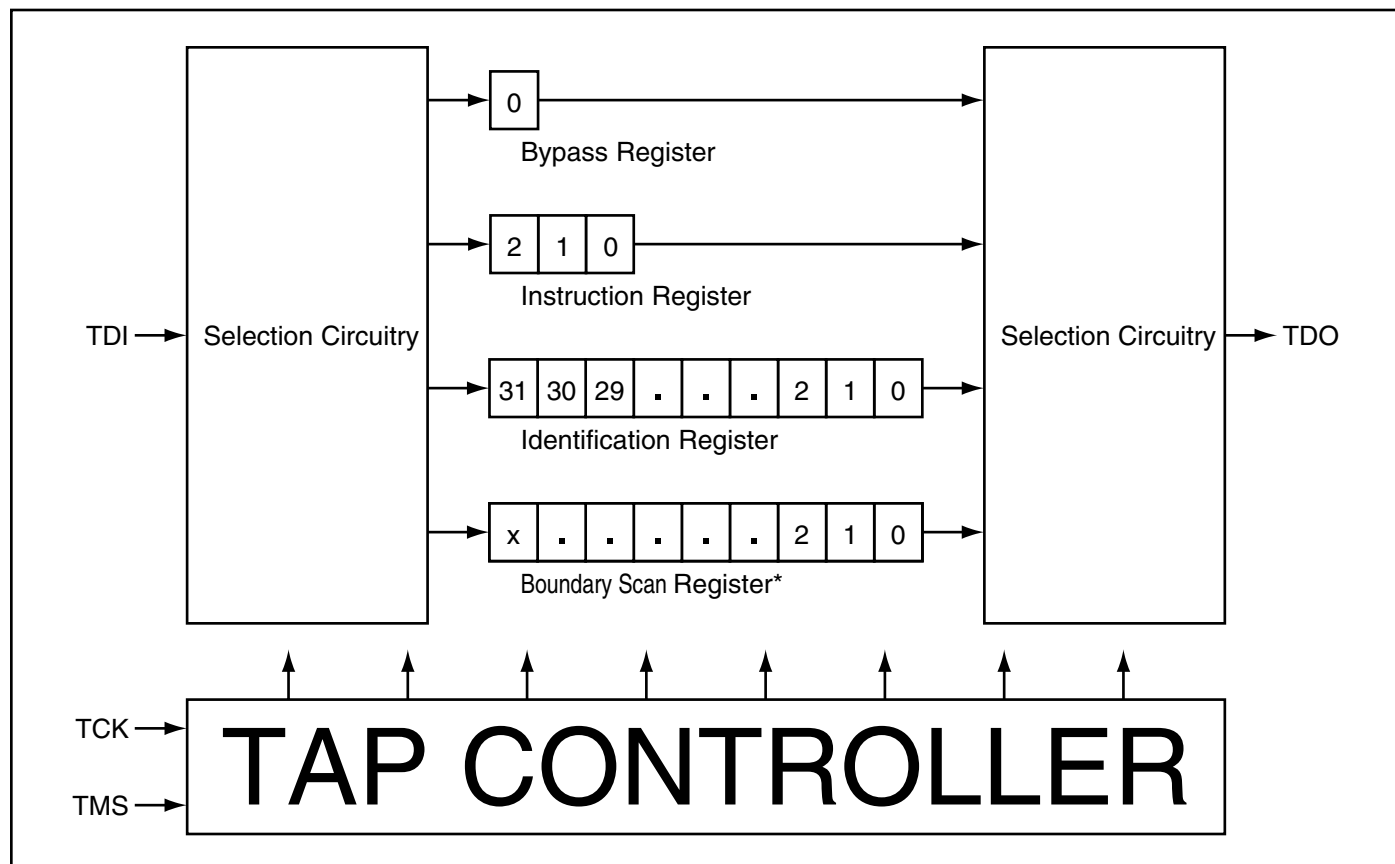 0
Bypass Register
2 1 0
Instruction Register
TDI
Selection Circuitry
Selection Circuitry
TDO
31 30 29 . . . 2 1 0
Identification Register
x . . . . . 2 1 0
Boundary Scan Register*
TCK
TMS
TAP CONTROLLER